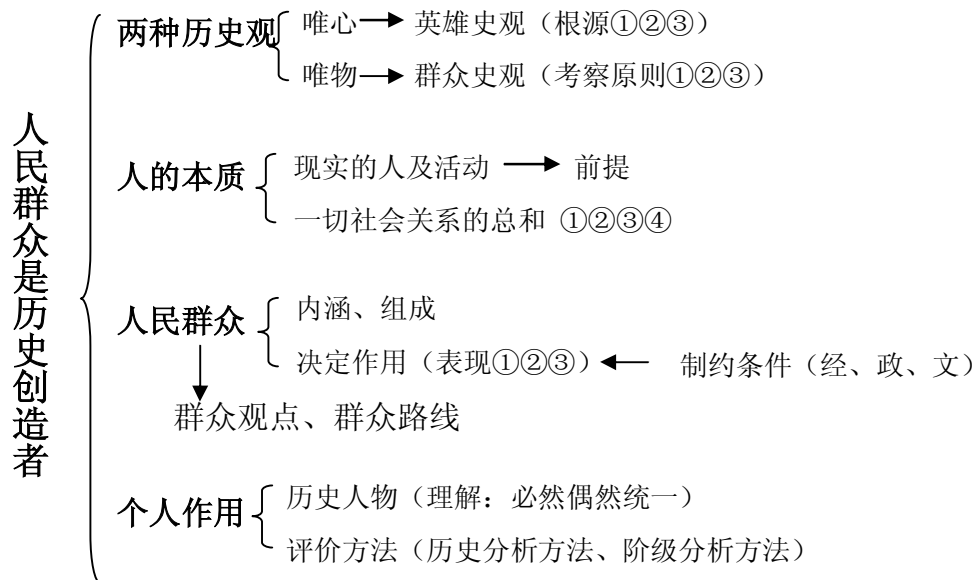 人民群众是历史创造者
两种历史观
唯心 英雄史观（根源①②③）
唯物 群众史观（考察原则①②③）
人的本质
现实的人及活动 前提
一切社会关系的总和 ①②③④
人民群众
内涵、组成
决定作用（表现①②③） 制约条件（经、政、文）
群众观点、群众路线
个人作用
历史人物（理解：必然偶然统一）
评价方法（历史分析方法、阶级分析方法）